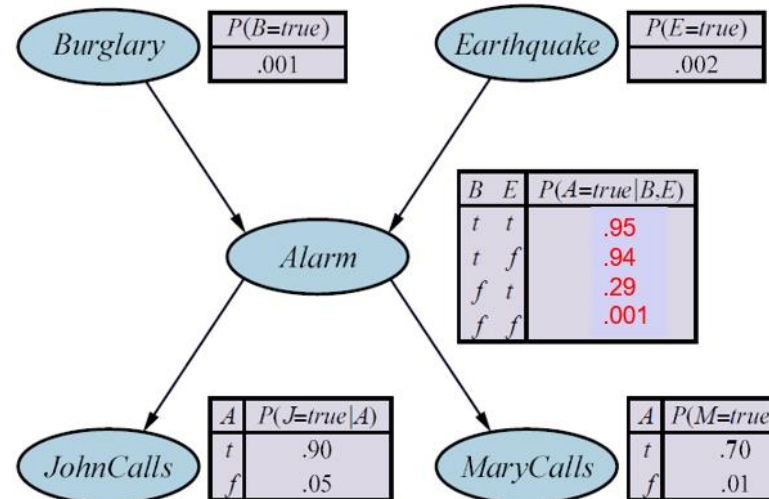 Burglary
P(B=true)
.001
Earthquake
P(E=true)
.002
B E P(A=true|B,E)
t t .95
t f .94
f t .29
f f .001
Alarm
JohnCalls
A P(J=true|A)
t .90
f .05
MaryCalls
A P(M=true
t .70
f .01